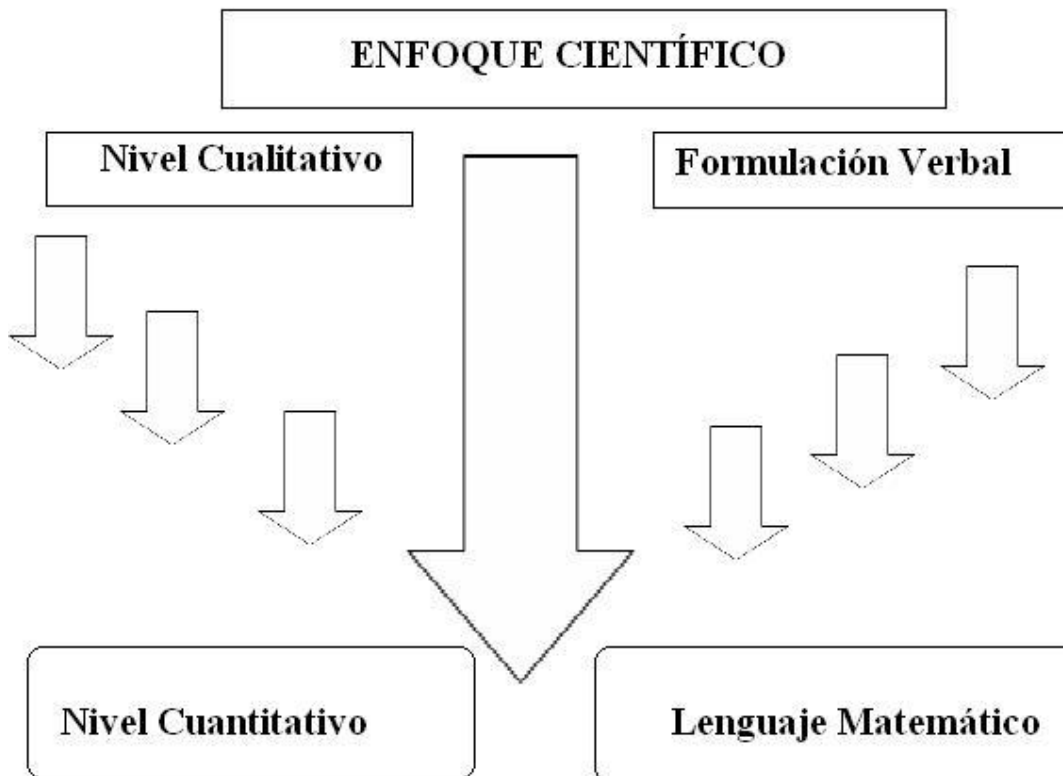 ENFOQUE CIENTÍFICO
Nivel Cualitativo
Formulación Verbal
Nivel Cuantitativo
Lenguaje Matemático